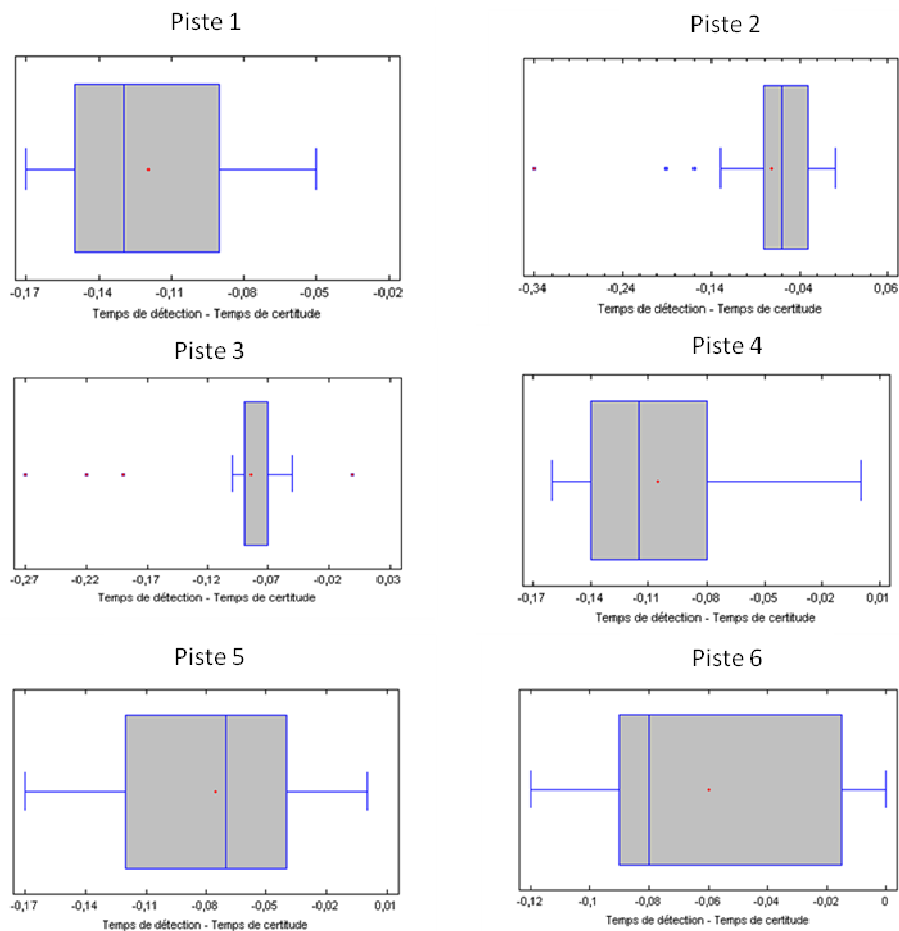 Piste 1
-0,17 -0,14 -0,11 -0,08 -0,05 -0,02
Temps de détection - Temps de certitude
Piste 2
-0,34 -0,24 -0,14 -0,04 0,06
Temps de détection - Temps de certitude
Piste 3
-0,27 -0,22 -0,17 -0,12 -0,07 -0,02 0,03
Temps de détection - Temps de certitude
Piste 4
-0,17 -0,14 -0,11 -0,08 -0,05 -0,02 0,01
Temps de détection - Temps de certitude
Piste 5
-0,17 -0,14 -0,11 -0,08 -0,05 -0,02 0,01
Temps de détection - Temps de certitude
Piste 6
-0,12 -0,1 -0,08 -0,06 -0,04 -0,02 0
Temps de détection - Temps de certitude